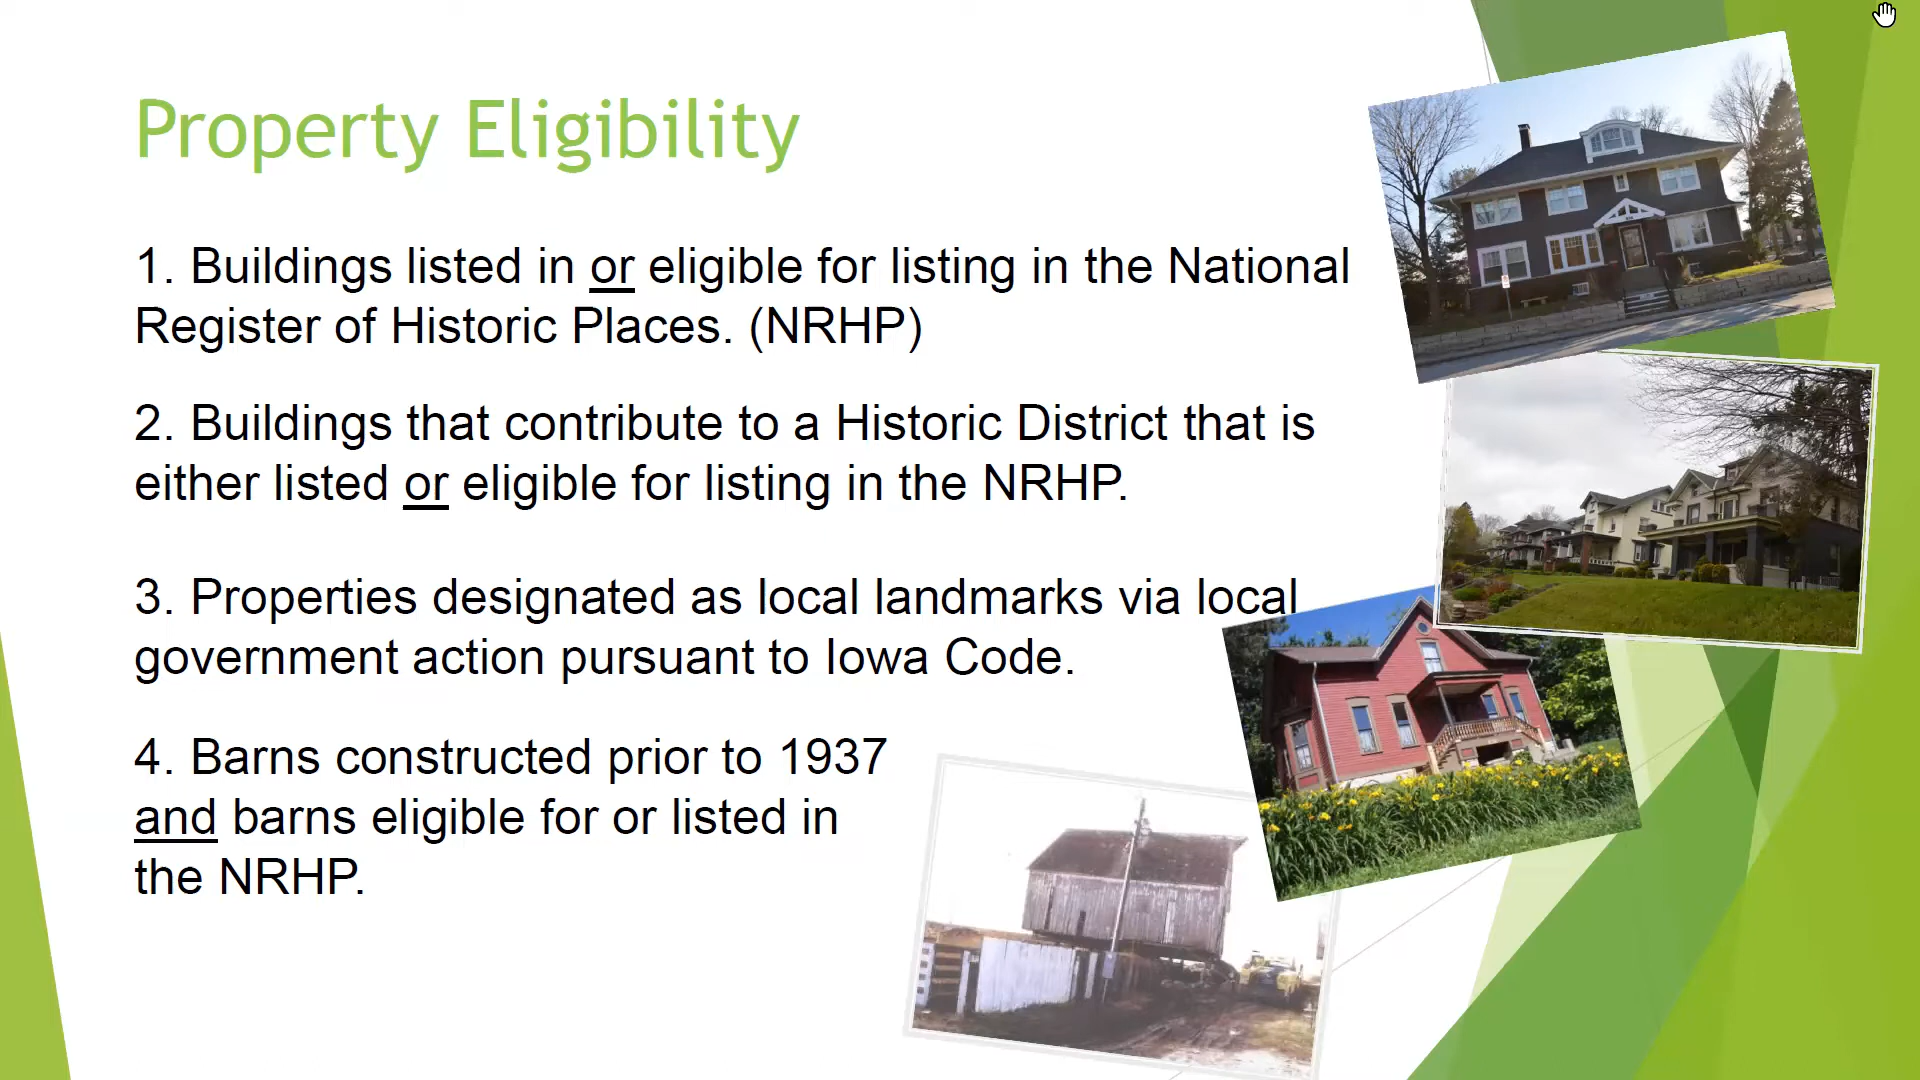 Property Eligibility
1. Buildings listed in or eligible for listing in the National
Register of Historic Places. (NRHP)
2. Buildings that contribute to a Historic District that is
either listed or eligible for listing in the NRHP.
3. Properties designated as local landmarks via local
government action pursuant to Iowa Code.
4. Barns constructed prior to 1937
and barns eligible for or listed in
the NRHP.